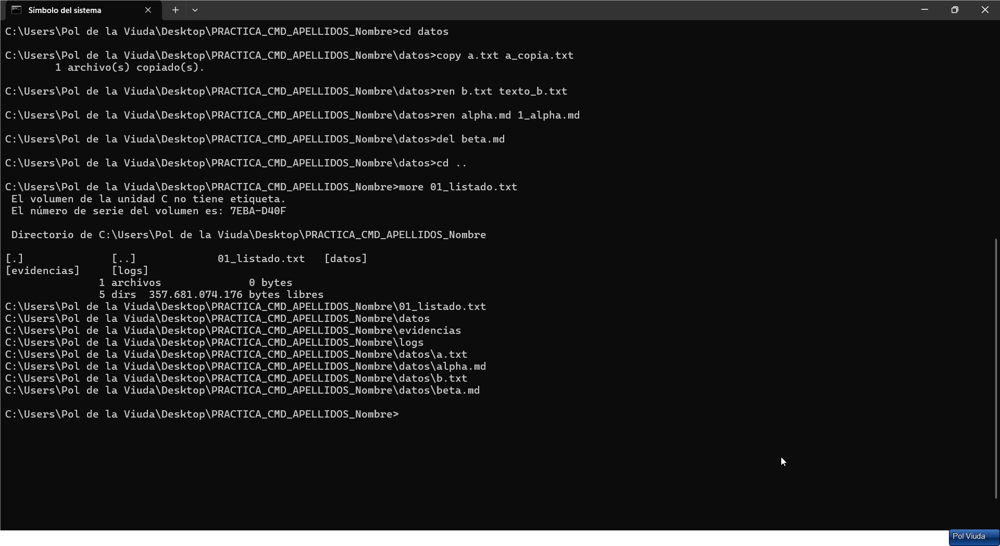 Símbolo del sistema
C:\Users\Pol de la Viuda\Desktop\PRACTICA_CMD_APELLIDOS_Nombre>cd datos
C:\Users\Pol de la Viuda\Desktop\PRACTICA_CMD_APELLIDOS_Nombre\datos>copy a.txt a_copia.txt
        1 archivo(s) copiado(s).
C:\Users\Pol de la Viuda\Desktop\PRACTICA_CMD_APELLIDOS_Nombre\datos>ren b.txt texto_b.txt
C:\Users\Pol de la Viuda\Desktop\PRACTICA_CMD_APELLIDOS_Nombre\datos>ren alpha.md 1_alpha.md
C:\Users\Pol de la Viuda\Desktop\PRACTICA_CMD_APELLIDOS_Nombre\datos>del beta.md
C:\Users\Pol de la Viuda\Desktop\PRACTICA_CMD_APELLIDOS_Nombre\datos>cd ..
C:\Users\Pol de la Viuda\Desktop\PRACTICA_CMD_APELLIDOS_Nombre>more 01_listado.txt
 El volumen de la unidad C no tiene etiqueta.
 El número de serie del volumen es: 7EBA-D40F
 Directorio de C:\Users\Pol de la Viuda\Desktop\PRACTICA_CMD_APELLIDOS_Nombre
[.]              [..]             01_listado.txt   [datos]
[evidencias]     [logs]
               1 archivos              0 bytes
               5 dirs  357.681.074.176 bytes libres
C:\Users\Pol de la Viuda\Desktop\PRACTICA_CMD_APELLIDOS_Nombre\01_listado.txt
C:\Users\Pol de la Viuda\Desktop\PRACTICA_CMD_APELLIDOS_Nombre\datos
C:\Users\Pol de la Viuda\Desktop\PRACTICA_CMD_APELLIDOS_Nombre\evidencias
C:\Users\Pol de la Viuda\Desktop\PRACTICA_CMD_APELLIDOS_Nombre\logs
C:\Users\Pol de la Viuda\Desktop\PRACTICA_CMD_APELLIDOS_Nombre\datos\a.txt
C:\Users\Pol de la Viuda\Desktop\PRACTICA_CMD_APELLIDOS_Nombre\datos\alpha.md
C:\Users\Pol de la Viuda\Desktop\PRACTICA_CMD_APELLIDOS_Nombre\datos\b.txt
C:\Users\Pol de la Viuda\Desktop\PRACTICA_CMD_APELLIDOS_Nombre\datos\beta.md
C:\Users\Pol de la Viuda\Desktop\PRACTICA_CMD_APELLIDOS_Nombre>
Pol Viuda